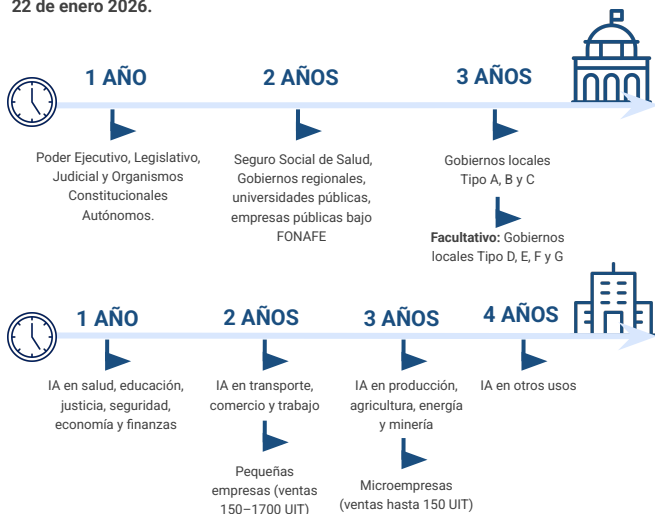 22 de enero 2026.
1 AÑO
2 AÑOS
3 AÑOS
Poder Ejecutivo, Legislativo,
Judicial y Organismos
Constitucionales
Autónomos.
Seguro Social de Salud,
Gobiernos regionales,
universidades públicas,
empresas públicas bajo
FONAFE
Gobiernos locales
Tipo A, B y C
Facultativo: Gobiernos
locales Tipo D, E, F y G
1 AÑO
2 AÑOS
3 AÑOS
4 AÑOS
IA en salud, educación,
justicia, seguridad,
economía y finanzas
IA en transporte,
comercio y trabajo
Pequeñas
empresas (ventas
150–1700 UIT)
IA en producción,
agricultura, energía
y minería
Microempresas
(ventas hasta 150 UIT)
IA en otros usos